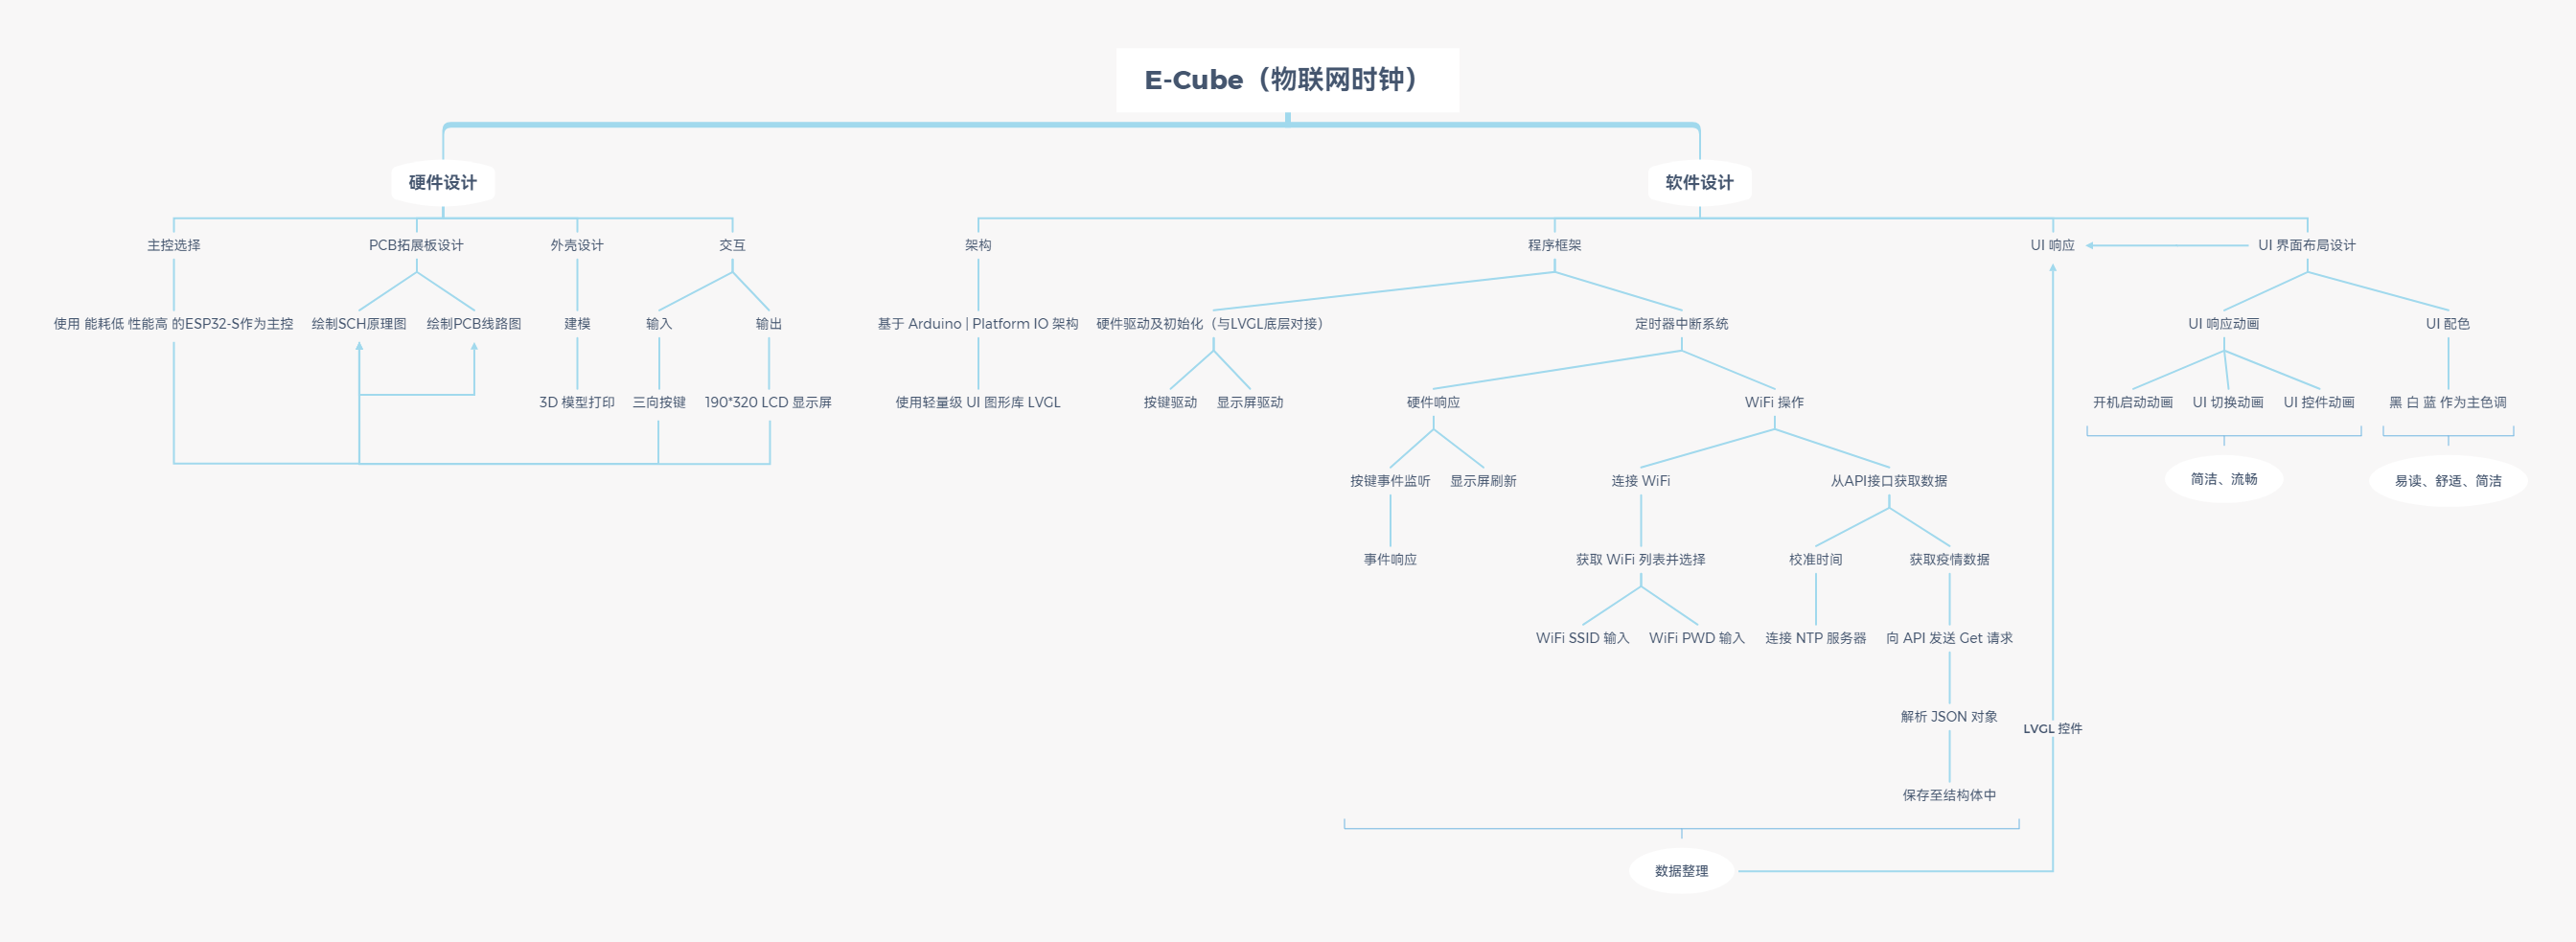 E-Cube（物联网时钟）
硬件设计
软件设计
主控选择
PCB拓展板设计
外壳设计
交互
架构
程序框架
UI 响应
UI 界面布局设计
使用 能耗低 性能高 的ESP32-S作为主控
绘制SCH原理图
绘制PCB线路图
建模
输入
输出
基于 Arduino | Platform IO 架构
硬件驱动及初始化（与LVGL底层对接）
定时器中断系统
UI 响应动画
UI 配色
3D 模型打印
三向按键
190*320 LCD 显示屏
使用轻量级 UI 图形库 LVGL
按键驱动
显示屏驱动
硬件响应
WiFi 操作
开机启动动画
UI 切换动画
UI 控件动画
黑 白 蓝 作为主色调
按键事件监听
显示屏刷新
连接 WiFi
从API接口获取数据
简洁、流畅
易读、舒适、简洁
事件响应
获取 WiFi 列表并选择
校准时间
获取疫情数据
WiFi SSID 输入
WiFi PWD 输入
连接 NTP 服务器
向 API 发送 Get 请求
解析 JSON 对象
LVGL 控件
保存至结构体中
数据整理